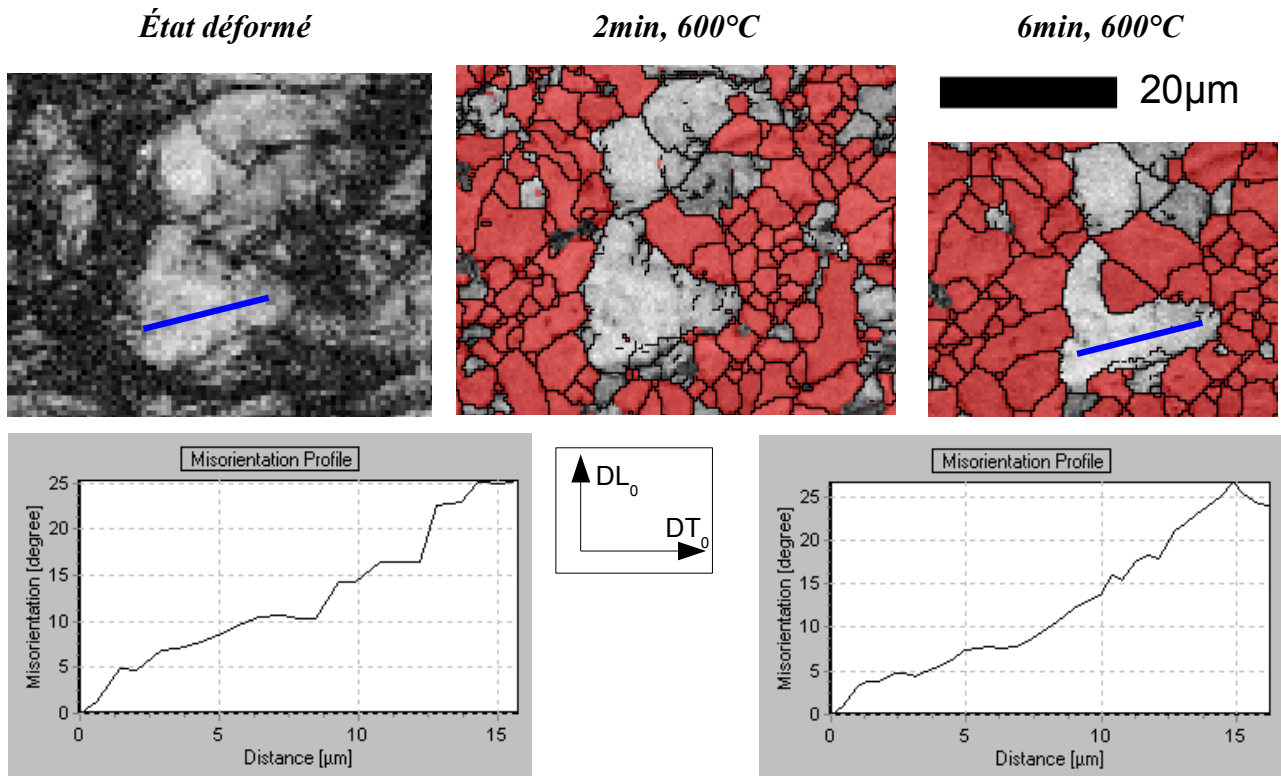 État déformé
2min, 600°C
6min, 600°C
20µm
Misorientation Profile
Misorientation [degree]
25
20
15
10
5
0
0 5 10 15
Distance [µm]
DL0
DT0
Misorientation Profile
Misorientation [degree]
25
20
15
10
5
0
0 5 10 15
Distance [µm]